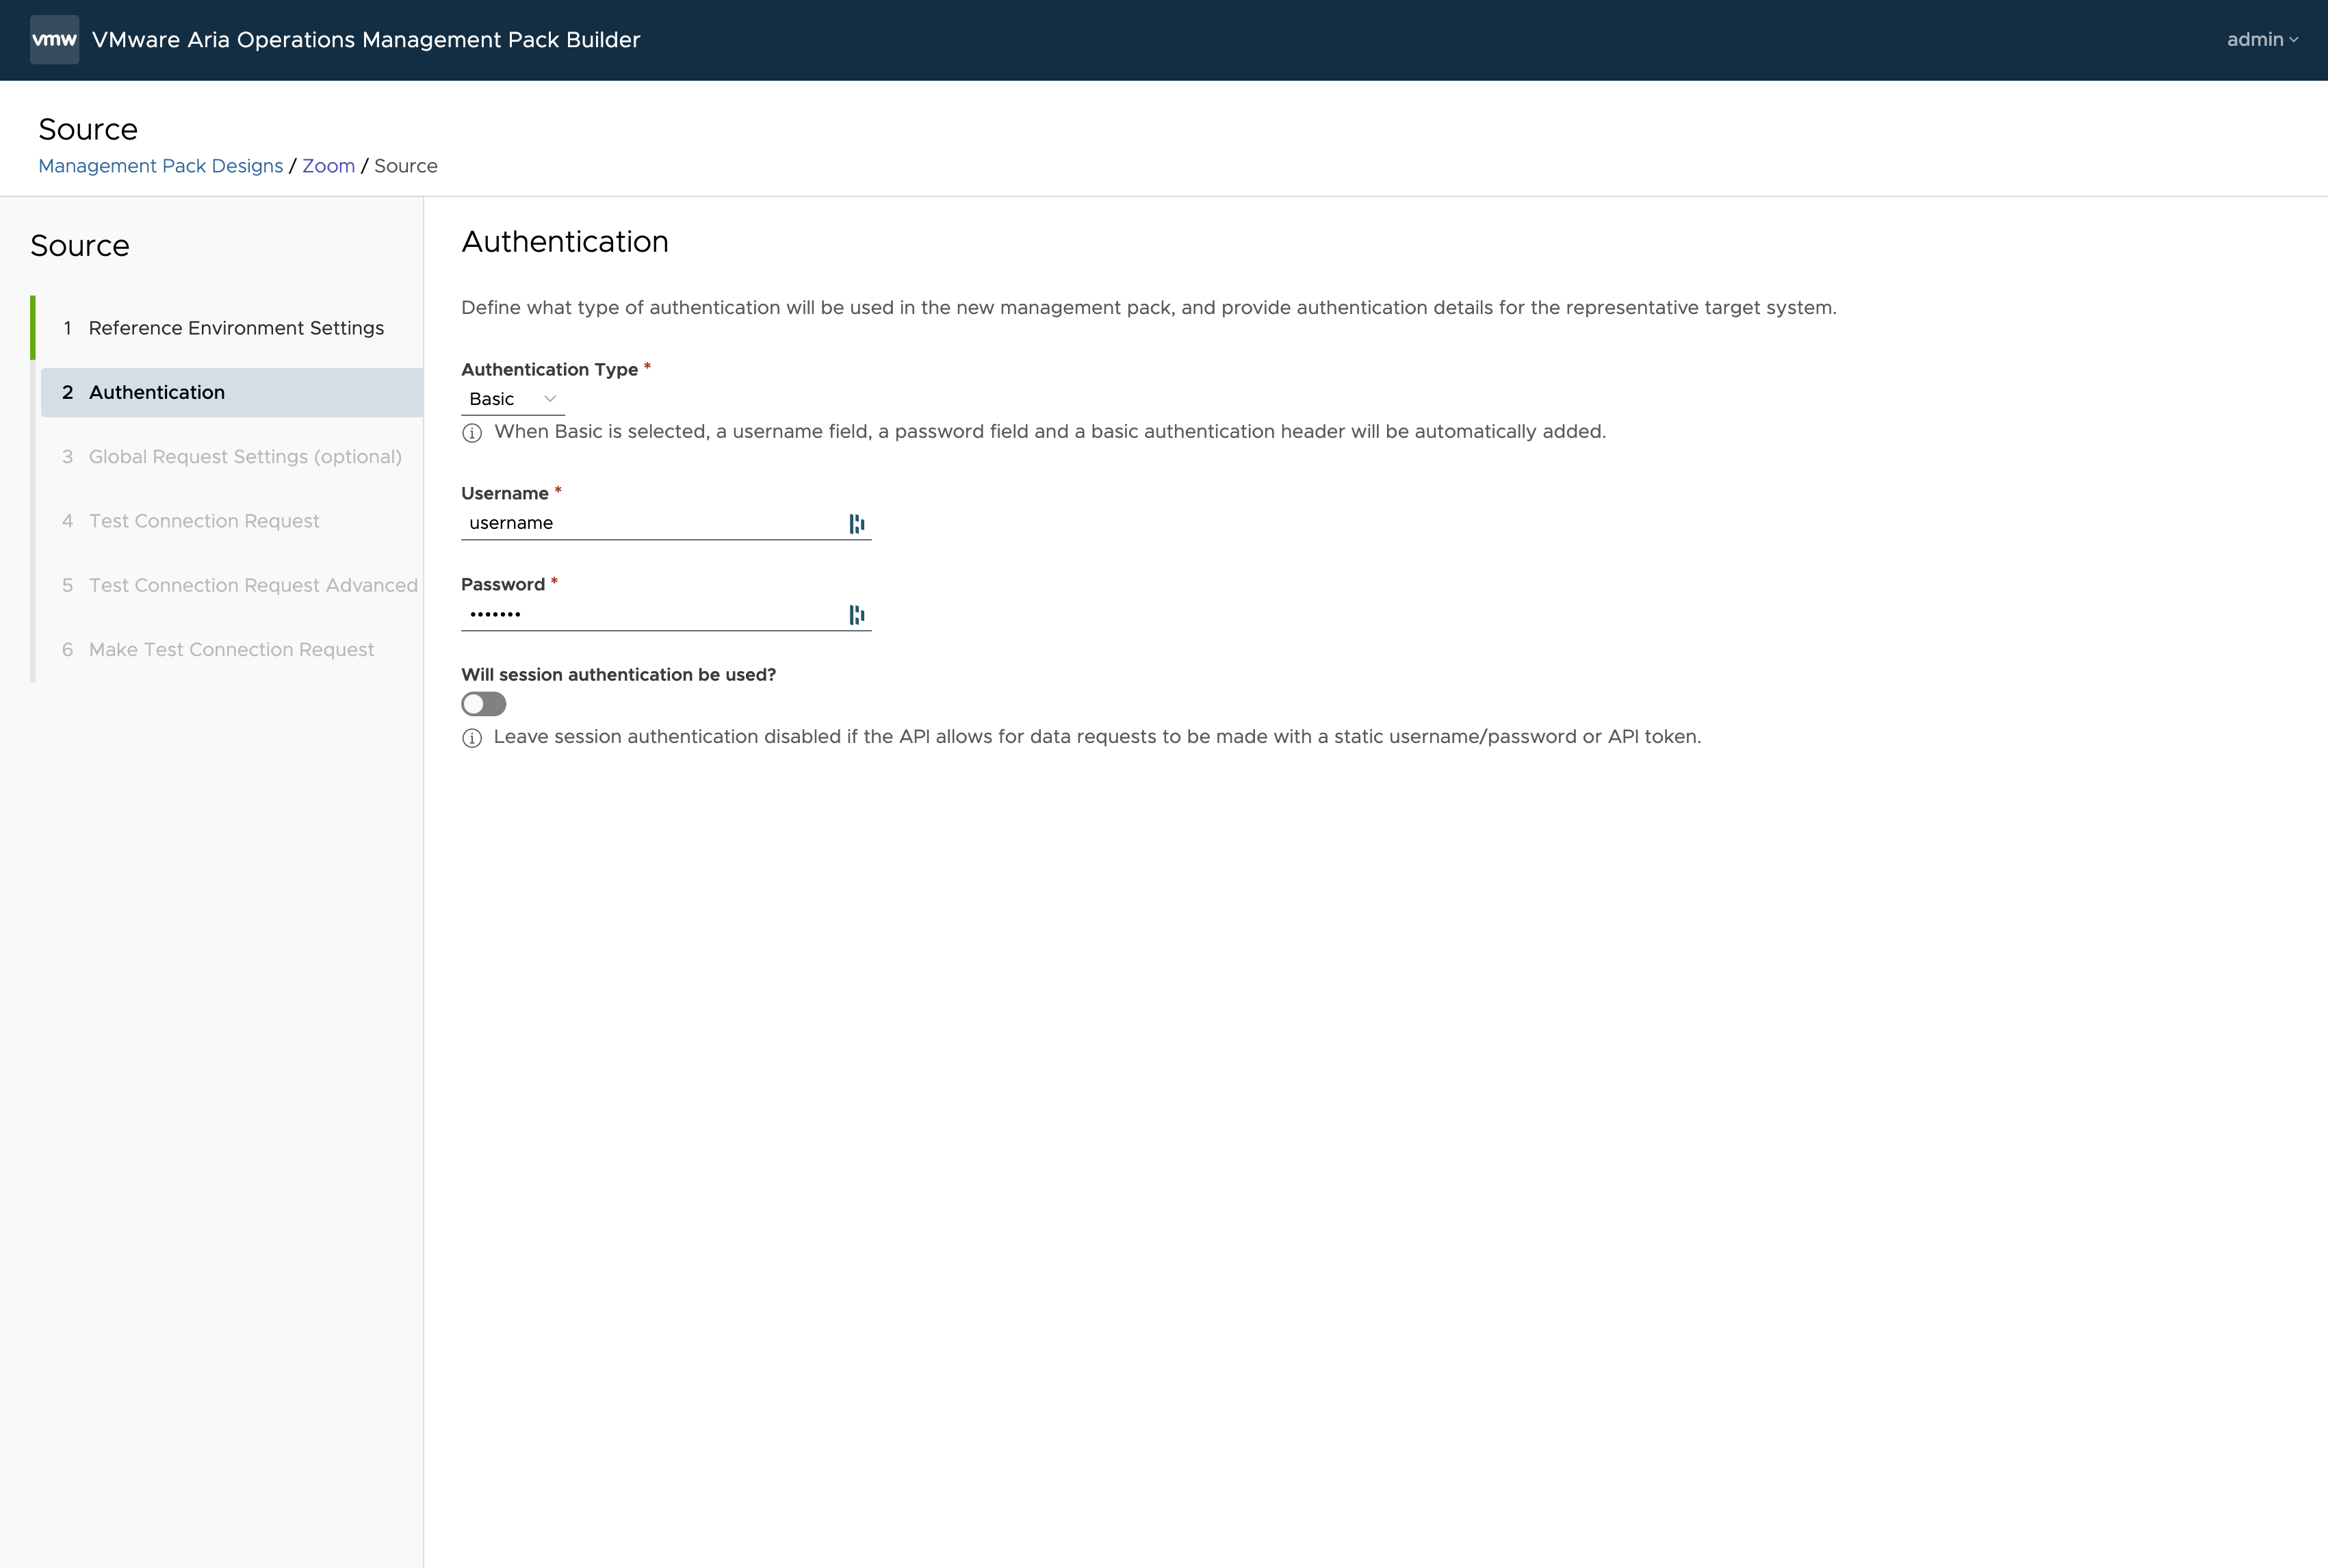 vmw VMware Aria Operations Management Pack Builder
admin
Source
Management Pack Designs / Zoom / Source
Source
1 Reference Environment Settings
2 Authentication
3 Global Request Settings (optional)
4 Test Connection Request
5 Test Connection Request Advanced
6 Make Test Connection Request
Authentication
Define what type of authentication will be used in the new management pack, and provide authentication details for the representative target system.
Authentication Type *
Basic
When Basic is selected, a username field, a password field and a basic authentication header will be automatically added.
Username *
username
Password *
•••••••
Will session authentication be used?
Leave session authentication disabled if the API allows for data requests to be made with a static username/password or API token.